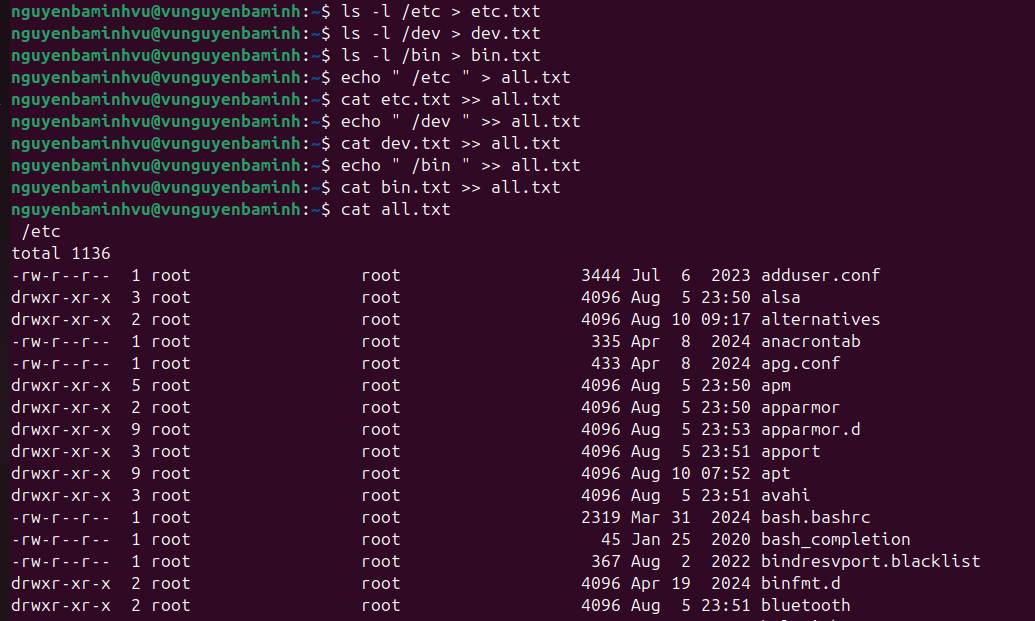 nguyenbaminhvu@vunguyenbaminh:~$ ls -l /etc > etc.txt
nguyenbaminhvu@vunguyenbaminh:~$ ls -l /dev > dev.txt
nguyenbaminhvu@vunguyenbaminh:~$ ls -l /bin > bin.txt
nguyenbaminhvu@vunguyenbaminh:~$ echo " /etc " > all.txt
nguyenbaminhvu@vunguyenbaminh:~$ cat etc.txt >> all.txt
nguyenbaminhvu@vunguyenbaminh:~$ echo " /dev " >> all.txt
nguyenbaminhvu@vunguyenbaminh:~$ cat dev.txt >> all.txt
nguyenbaminhvu@vunguyenbaminh:~$ echo " /bin " >> all.txt
nguyenbaminhvu@vunguyenbaminh:~$ cat bin.txt >> all.txt
nguyenbaminhvu@vunguyenbaminh:~$ cat all.txt
 /etc
total 1136
-rw-r--r--  1 root                 root                  3444 Jul  6  2023 adduser.conf
drwxr-xr-x  3 root                 root                  4096 Aug  5 23:50 alsa
drwxr-xr-x  2 root                 root                  4096 Aug 10 09:17 alternatives
-rw-r--r--  1 root                 root                   335 Apr  8  2024 anacrontab
-rw-r--r--  1 root                 root                   433 Apr  8  2024 apg.conf
drwxr-xr-x  5 root                 root                  4096 Aug  5 23:50 apm
drwxr-xr-x  2 root                 root                  4096 Aug  5 23:50 apparmor
drwxr-xr-x  9 root                 root                  4096 Aug  5 23:53 apparmor.d
drwxr-xr-x  3 root                 root                  4096 Aug  5 23:51 apport
drwxr-xr-x  9 root                 root                  4096 Aug 10 07:52 apt
drwxr-xr-x  3 root                 root                  4096 Aug  5 23:51 avahi
-rw-r--r--  1 root                 root                  2319 Mar 31  2024 bash.bashrc
-rw-r--r--  1 root                 root                    45 Jan 25  2020 bash_completion
-rw-r--r--  1 root                 root                   367 Aug  2  2022 bindresvport.blacklist
drwxr-xr-x  2 root                 root                  4096 Apr 19  2024 binfmt.d
drwxr-xr-x  2 root                 root                  4096 Aug  5 23:51 bluetooth